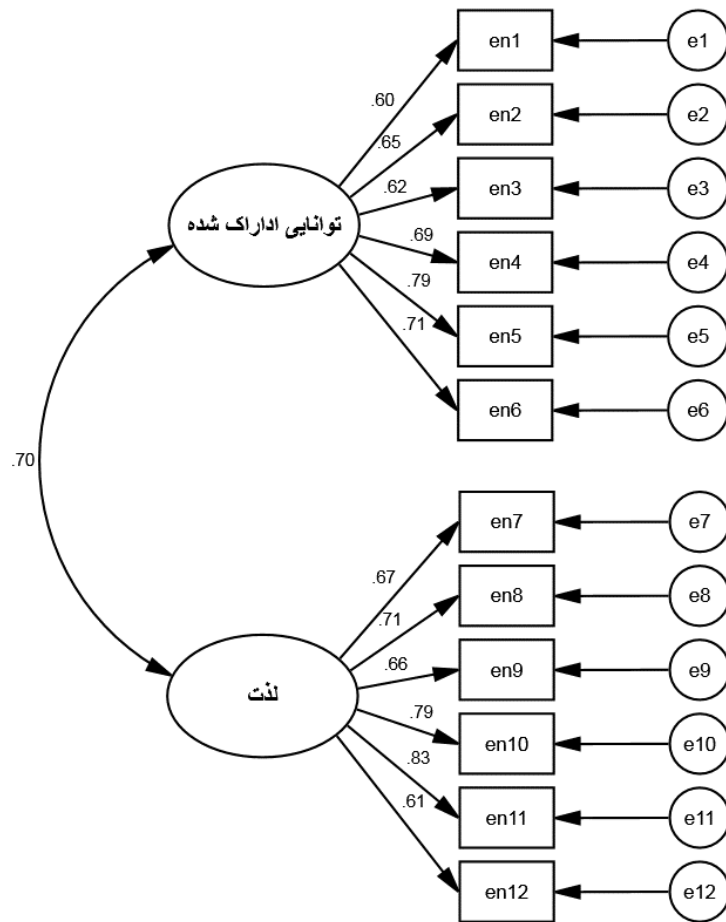 en1
e1
.60
en2
e2
.65
en3
e3
.62
توانایی اداراک شده
en4
e4
.69
en5
e5
.79
en6
e6
.71
.70
en7
e7
.67
en8
e8
.71
en9
e9
.66
لذت
en10
e10
.79
en11
e11
.83
en12
e12
.61